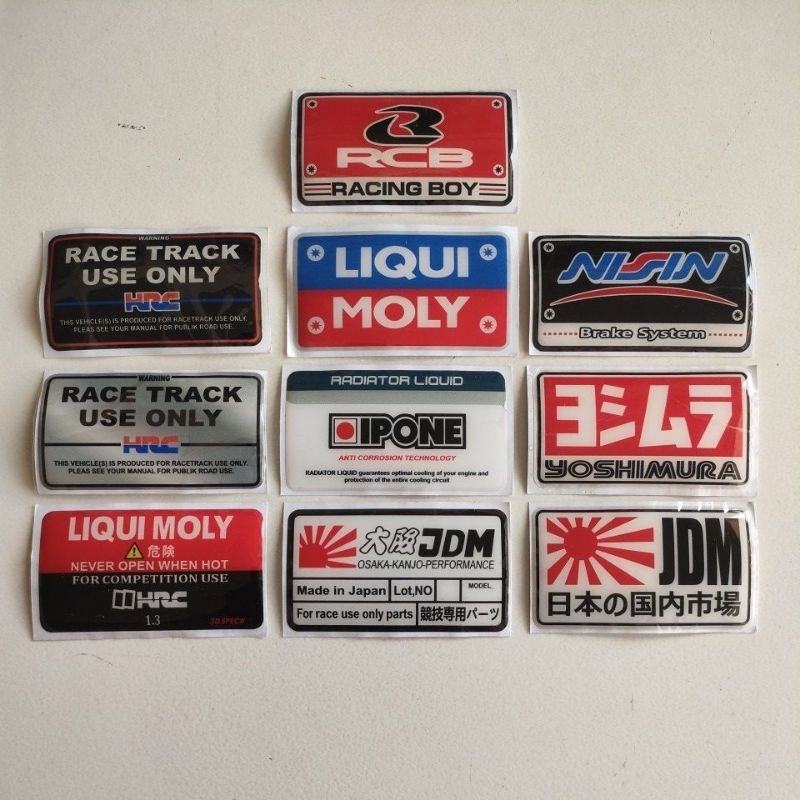 RCB
RACING BOY
WARNING
RACE TRACK
USE ONLY
HRC
THIS VEHICLE(S) IS PRODUCED FOR RACETRACK USE ONLY.
PLEASE SEE YOUR MANUAL FOR PUBLIK ROAD USE.
LIQUI
MOLY
NISSIN
Brake System
WARNING
RACE TRACK
USE ONLY
HRC
THIS VEHICLE(S) IS PRODUCED FOR RACETRACK USE ONLY.
PLEASE SEE YOUR MANUAL FOR PUBLIK ROAD USE.
RADIATOR LIQUID
IPONE
ANTI CORROSION TECHNOLOGY
RADIATOR LIQUID guarantees optimal cooling of your engine and
protection of the entire cooling circuit
ヨシムラ
YOSHIMURA
LIQUI MOLY
危険
NEVER OPEN WHEN HOT
FOR COMPETITION USE
HRC
1.3
3D.SPEC#
大阪 JDM
OSAKA-KANJO-PERFORMANCE
Made in Japan Lot,NO MODEL.
For race use only parts 競技専用パーツ
JDM
日本の国内市場